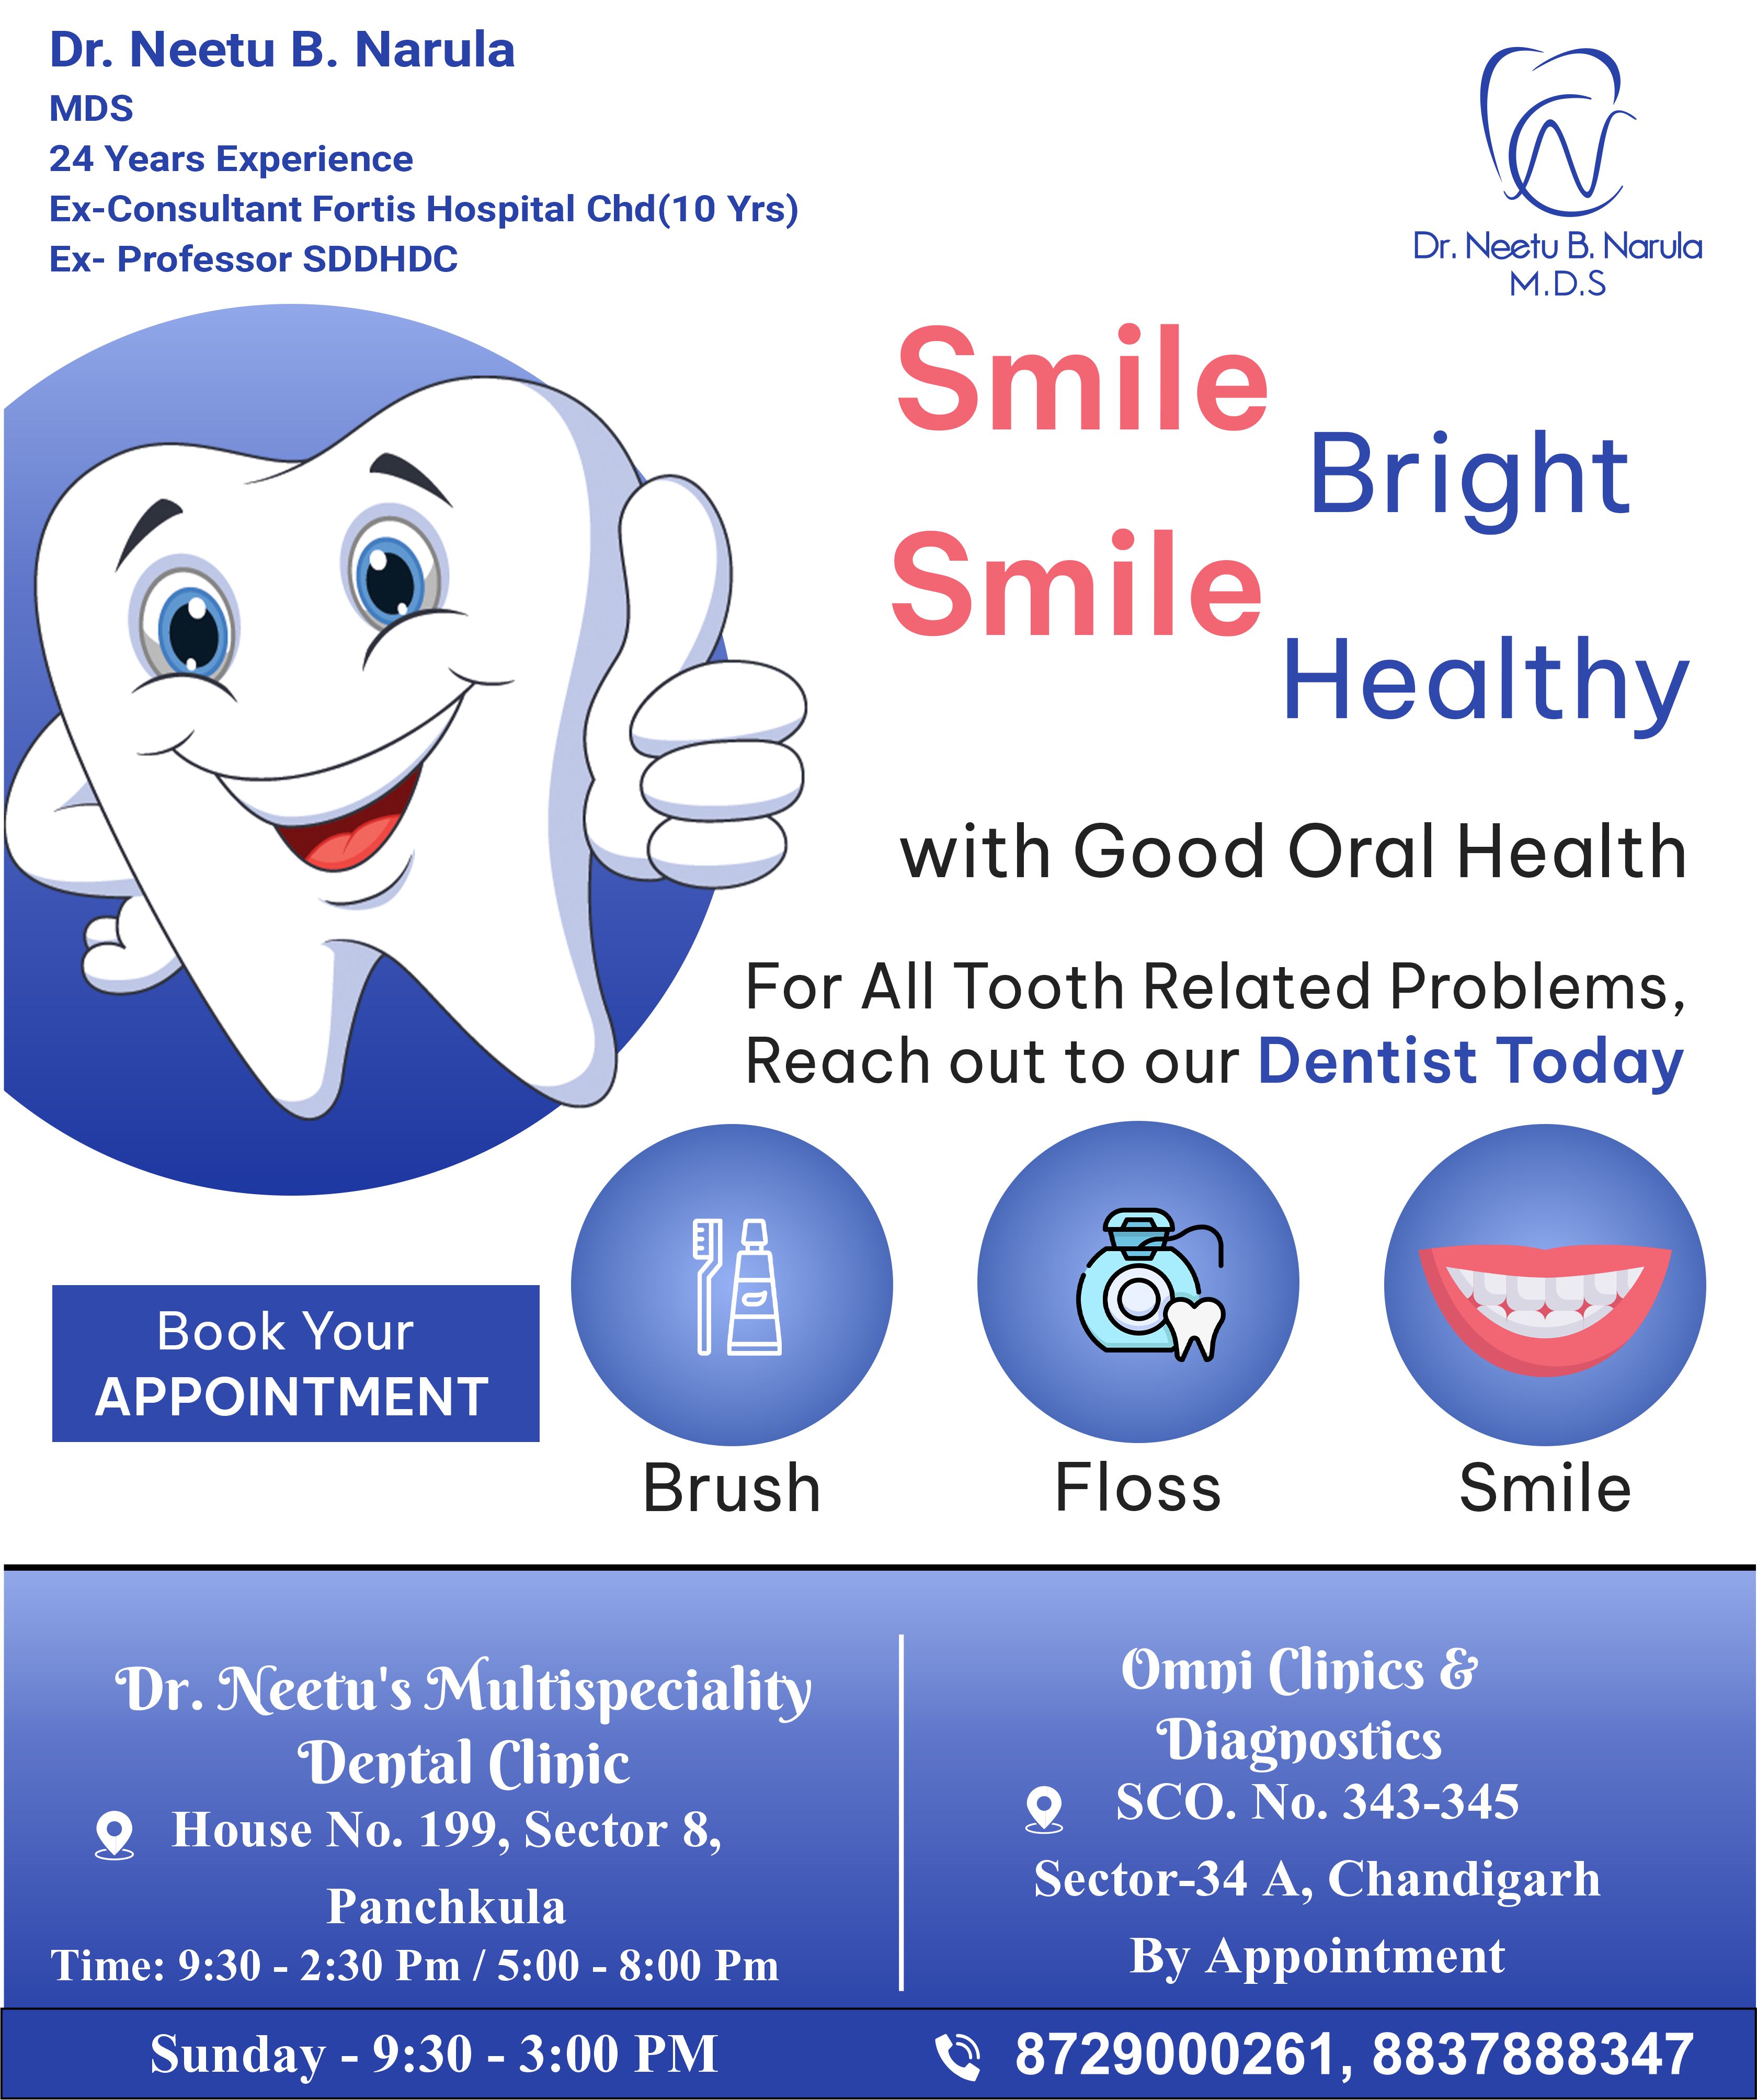 Dr. Neetu B. Narula
MDS
24 Years Experience
Ex-Consultant Fortis Hospital Chd(10 Yrs)
Ex- Professor SDDHDC
Dr. Neetu B. Narula
M.D.S
Smile
Bright
Smile
Healthy
with Good Oral Health
For All Tooth Related Problems,
Reach out to our Dentist Today
Book Your
APPOINTMENT
Brush
Floss
Smile
Dr. Neetu's Multispeciality
Dental Clinic
House No. 199, Sector 8,
Panchkula
Time: 9:30 - 2:30 Pm / 5:00 - 8:00 Pm
Omni Clinics &
Diagnostics
SCO. No. 343-345
Sector-34 A, Chandigarh
By Appointment
Sunday - 9:30 - 3:00 PM
8729000261, 8837888347